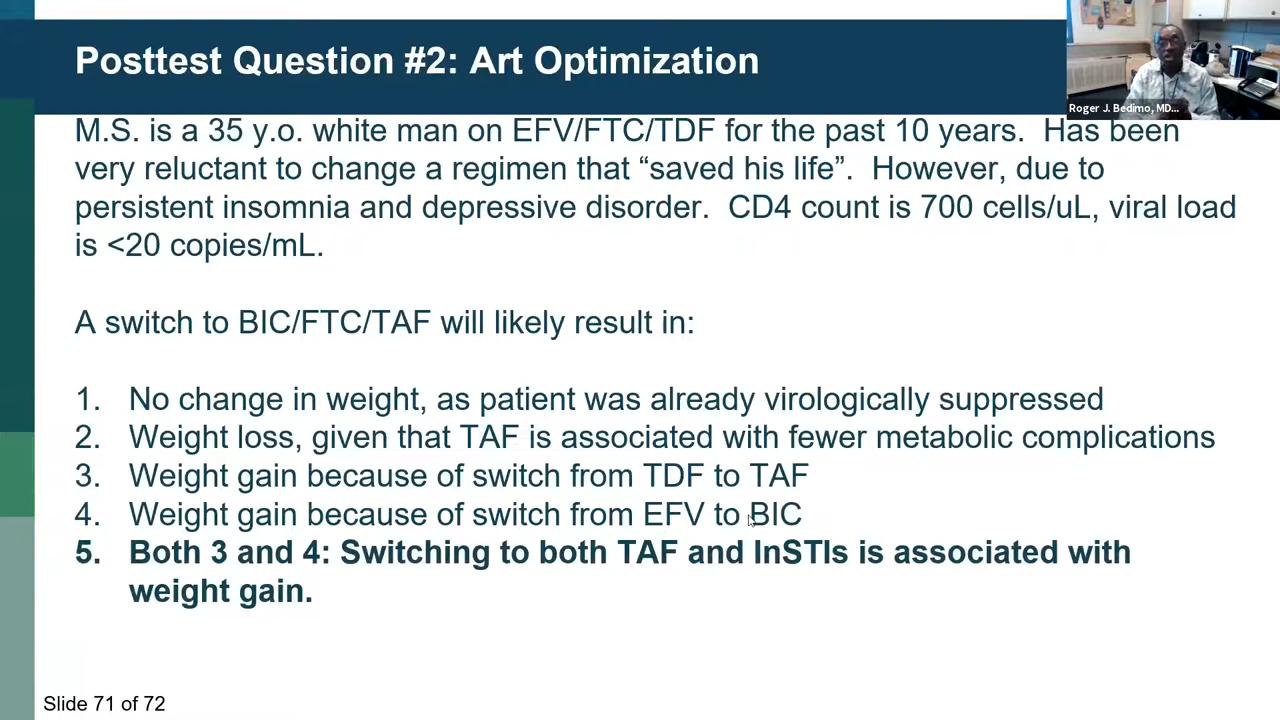 Posttest Question #2: Art Optimization
Roger J. Bedimo, MD...
M.S. is a 35 y.o. white man on EFV/FTC/TDF for the past 10 years.  Has been
very reluctant to change a regimen that “saved his life”.  However, due to
persistent insomnia and depressive disorder.  CD4 count is 700 cells/uL, viral load
is <20 copies/mL.
A switch to BIC/FTC/TAF will likely result in:
1. No change in weight, as patient was already virologically suppressed
2. Weight loss, given that TAF is associated with fewer metabolic complications
3. Weight gain because of switch from TDF to TAF
4. Weight gain because of switch from EFV to BIC
5. Both 3 and 4: Switching to both TAF and InSTIs is associated with
weight gain.
Slide 71 of 72